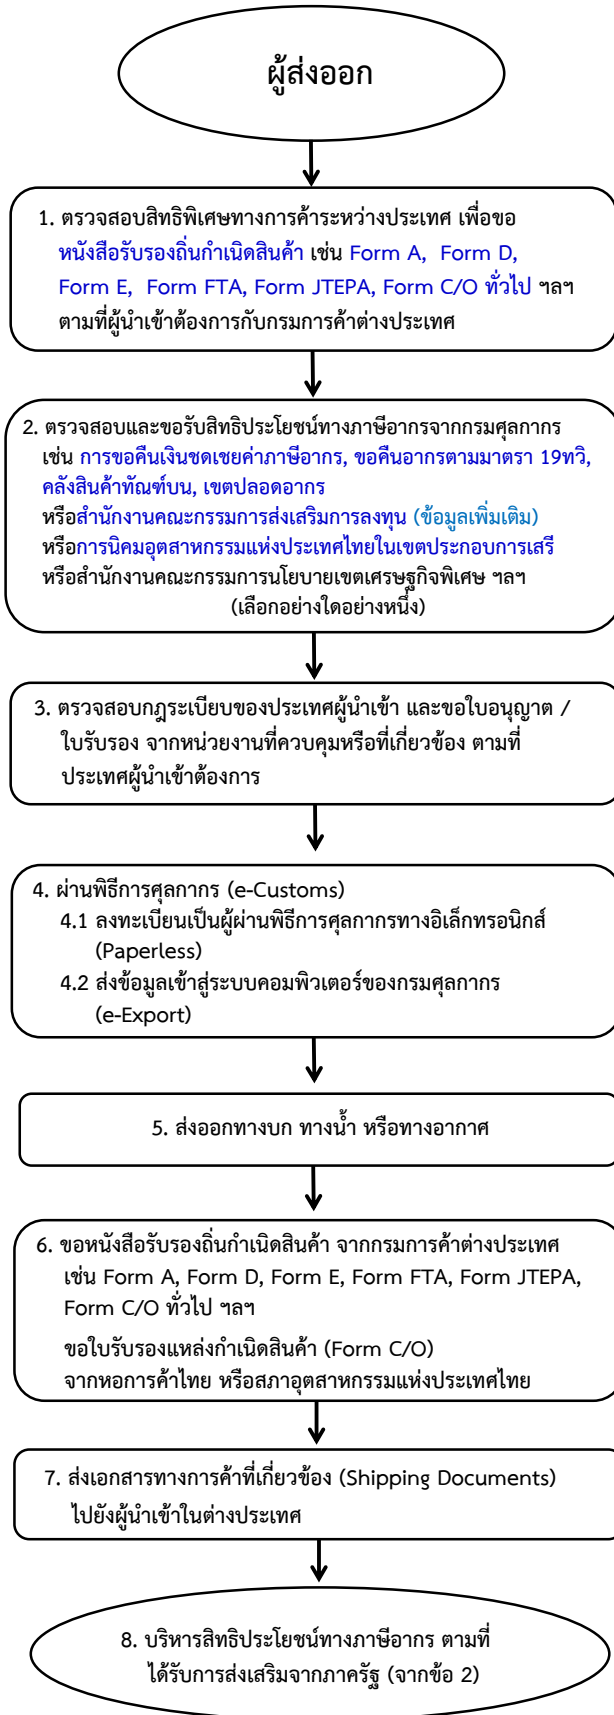 ผู้ส่งออก
1. ตรวจสอบสิทธิพิเศษทางการค้าระหว่างประเทศ เพื่อขอ
หนังสือรับรองถิ่นกำเนิดสินค้า เช่น Form A, Form D,
Form E, Form FTA, Form JTEPA, Form C/O ทั่วไป ฯลฯ
ตามที่ผู้นำเข้าต้องการกับกรมการค้าต่างประเทศ
2. ตรวจสอบและขอรับสิทธิประโยชน์ทางภาษีอากรจากกรมศุลกากร
เช่น การขอคืนเงินชดเชยค่าภาษีอากร, ขอคืนอากรตามมาตรา 19ทวิ,
คลังสินค้าทัณฑ์บน, เขตปลอดอากร
หรือสำนักงานคณะกรรมการส่งเสริมการลงทุน (ข้อมูลเพิ่มเติม)
หรือการนิคมอุตสาหกรรมแห่งประเทศไทยในเขตประกอบการเสรี
หรือสำนักงานคณะกรรมการนโยบายเขตเศรษฐกิจพิเศษ ฯลฯ
(เลือกอย่างใดอย่างหนึ่ง)
3. ตรวจสอบกฎระเบียบของประเทศผู้นำเข้า และขอใบอนุญาต /
ใบรับรอง จากหน่วยงานที่ควบคุมหรือที่เกี่ยวข้อง ตามที่
ประเทศผู้นำเข้าต้องการ
4. ผ่านพิธีการศุลกากร (e-Customs)
4.1 ลงทะเบียนเป็นผู้ผ่านพิธีการศุลกากรทางอิเล็กทรอนิกส์
(Paperless)
4.2 ส่งข้อมูลเข้าสู่ระบบคอมพิวเตอร์ของกรมศุลกากร
(e-Export)
5. ส่งออกทางบก ทางน้ำ หรือทางอากาศ
6. ขอหนังสือรับรองถิ่นกำเนิดสินค้า จากกรมการค้าต่างประเทศ
เช่น Form A, Form D, Form E, Form FTA, Form JTEPA,
Form C/O ทั่วไป ฯลฯ
ขอใบรับรองแหล่งกำเนิดสินค้า (Form C/O)
จากหอการค้าไทย หรือสภาอุตสาหกรรมแห่งประเทศไทย
7. ส่งเอกสารทางการค้าที่เกี่ยวข้อง (Shipping Documents)
ไปยังผู้นำเข้าในต่างประเทศ
8. บริหารสิทธิประโยชน์ทางภาษีอากร ตามที่
ได้รับการส่งเสริมจากภาครัฐ (จากข้อ 2)